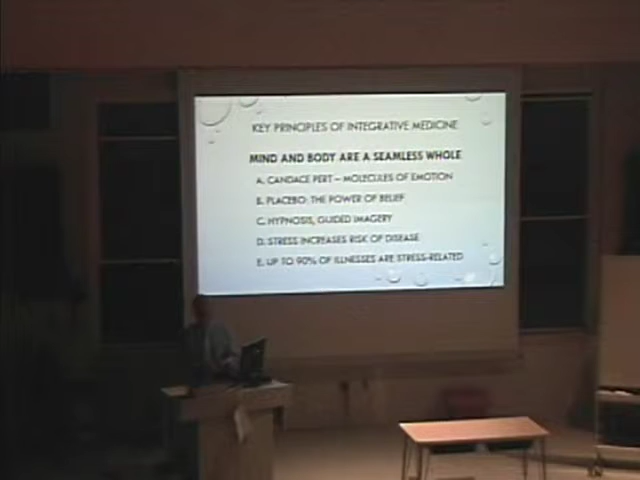 KEY PRINCIPLES OF INTEGRATIVE MEDICINE
MIND AND BODY ARE A SEAMLESS WHOLE
A. CANDACE PERT – MOLECULES OF EMOTION
B. PLACEBO: THE POWER OF BELIEF
C. HYPNOSIS, GUIDED IMAGERY
D. STRESS INCREASES RISK OF DISEASE
E. UP TO 90% OF ILLNESSES ARE STRESS-RELATED